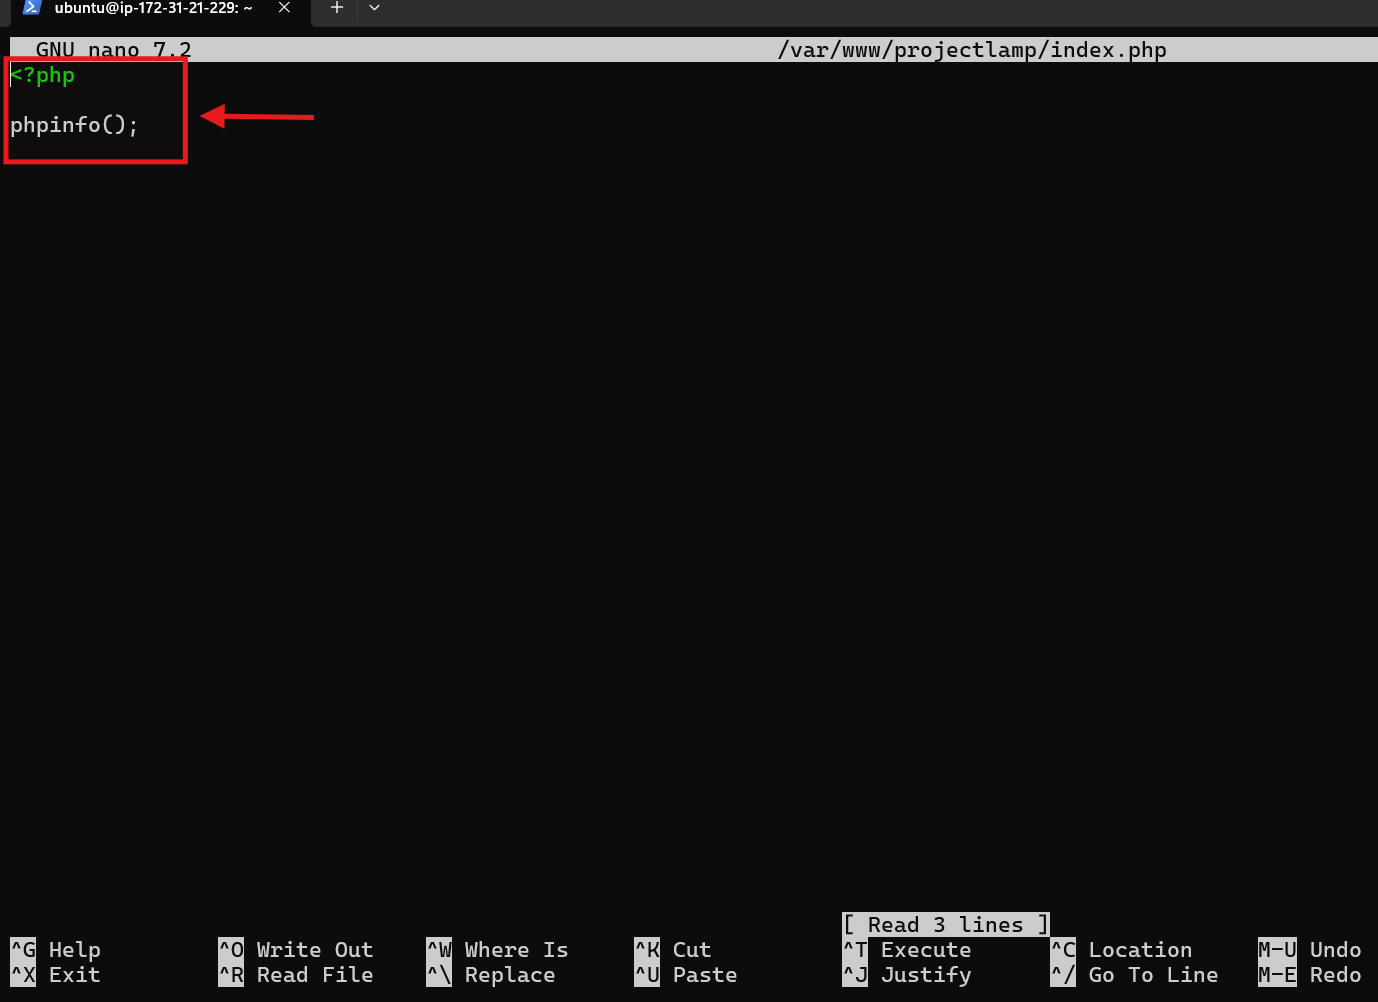 ubuntu@ip-172-31-21-229: ~
GNU nano 7.2 /var/www/projectlamp/index.php
<?php
phpinfo();
[ Read 3 lines ]
^G Help ^O Write Out ^W Where Is ^K Cut ^T Execute ^C Location M-U Undo
^X Exit ^R Read File ^\ Replace ^U Paste ^J Justify ^/ Go To Line M-E Redo